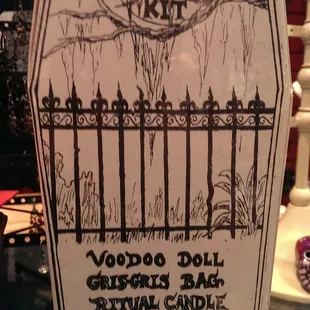 KIT
VOODOO DOLL
GRIS-GRIS BAG
RITUAL CANDLE